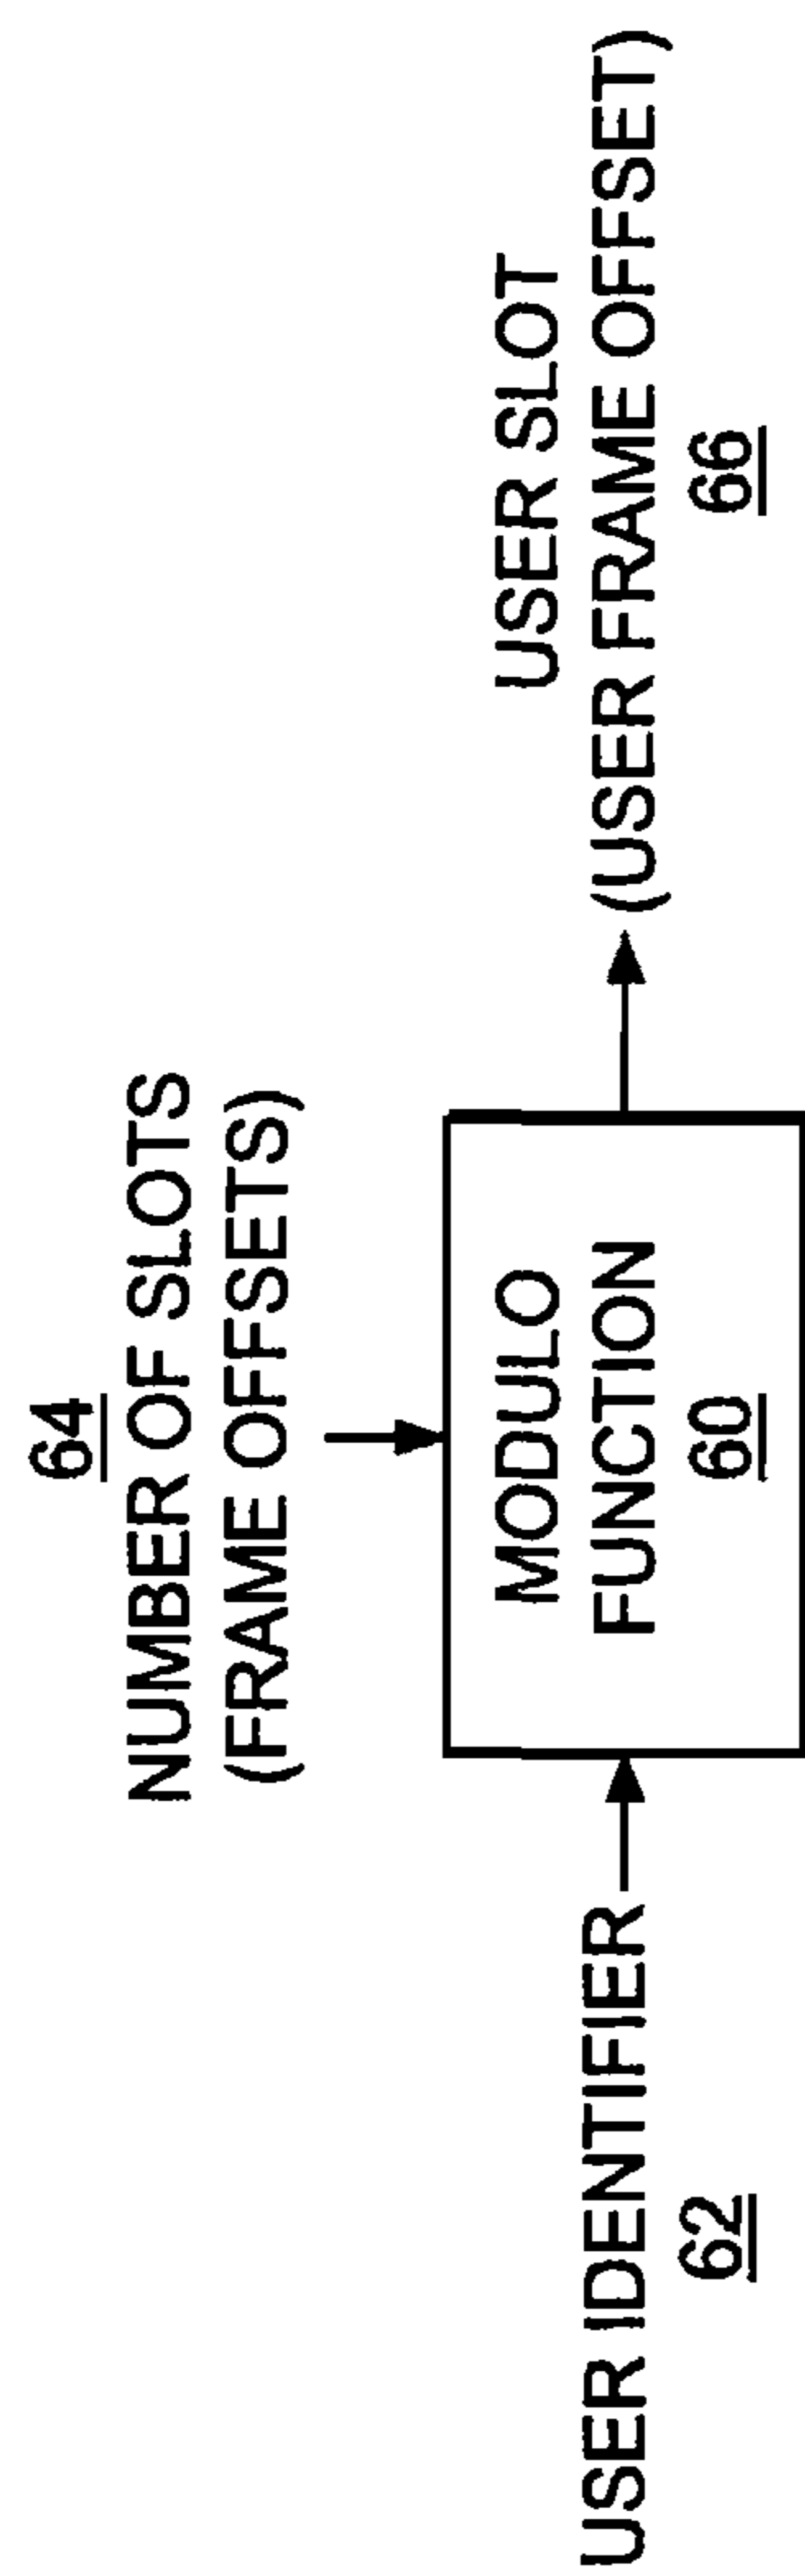 64
NUMBER OF SLOTS
(FRAME OFFSETS)
USER IDENTIFIER
62
MODULO
FUNCTION
60
USER SLOT
(USER FRAME OFFSET)
66